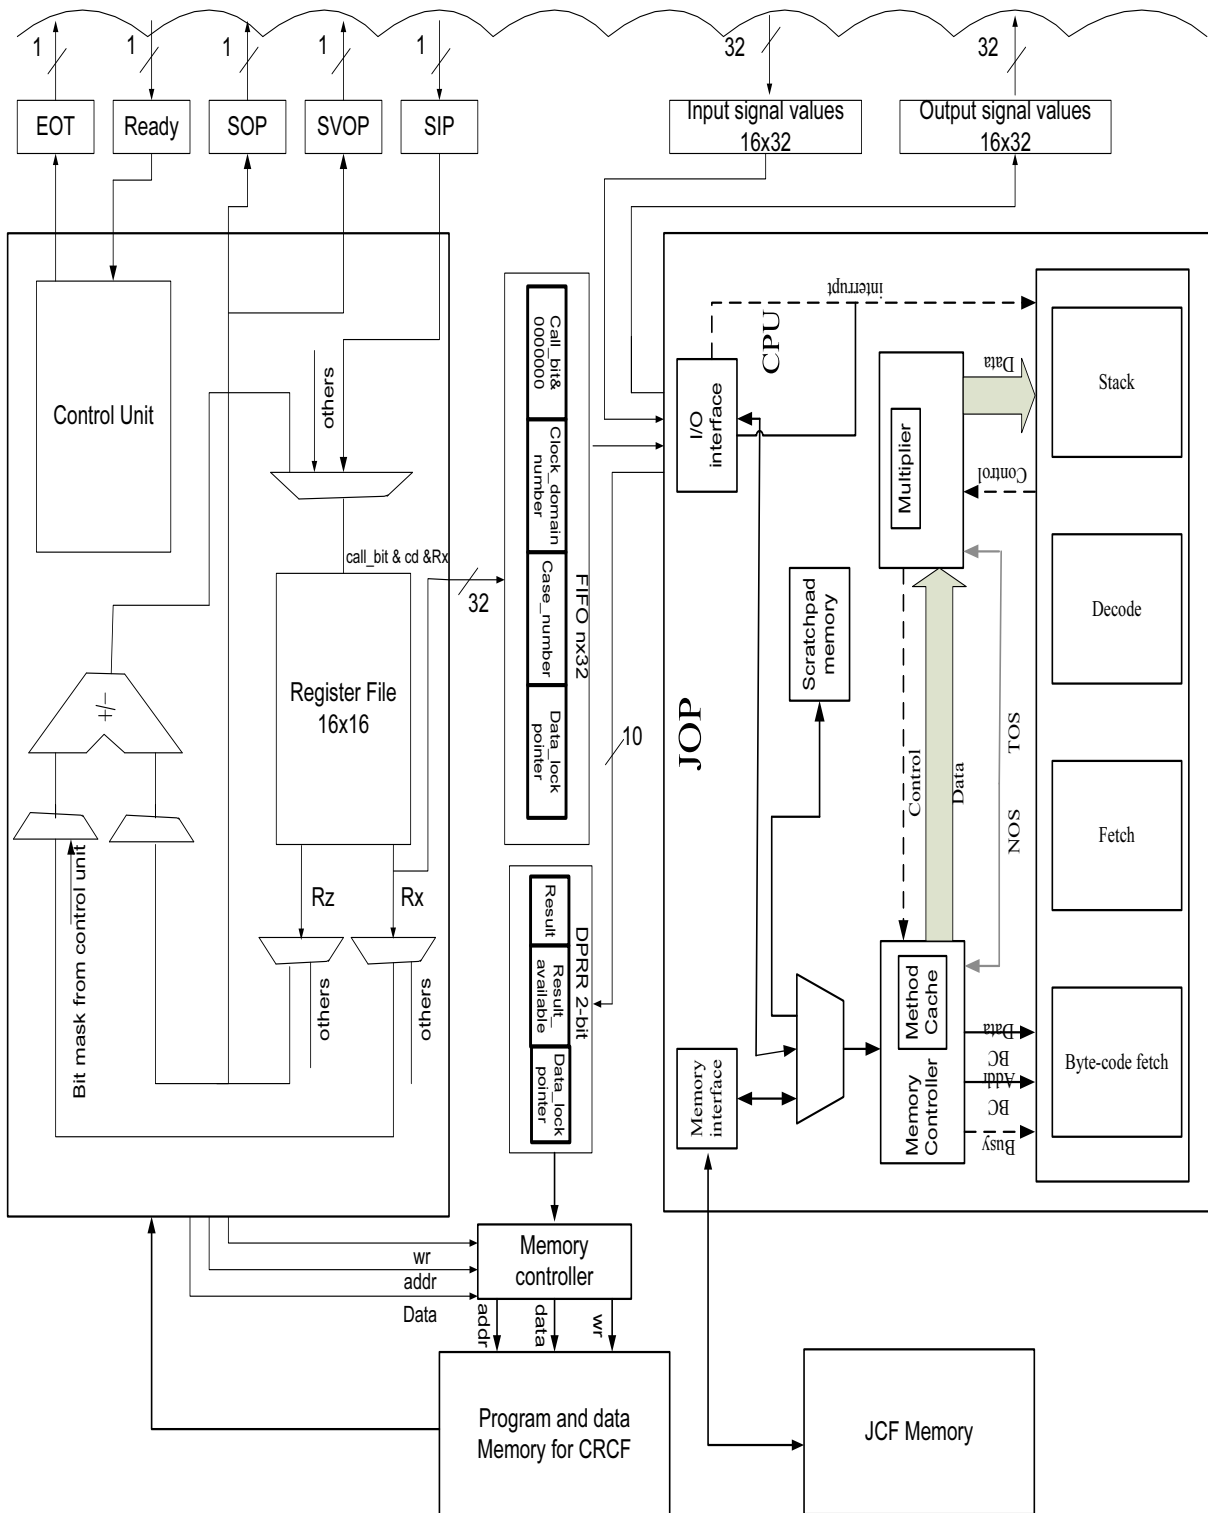 1
1
1
1
1
32
32
EOT
Ready
SOP
SVOP
SIP
Input signal values
16x32
Output signal values
16x32
Control Unit
others
call_bit & cd &Rx
32
Register File
16x16
+/-
Rz
Rx
others
others
Bit mask from control unit
Call_bit&
0000000
Clock_domain
number
Case_number
Data_lock
pointer
FIFO nx32
10
Result
Result_
available
Data_lock
pointer
DPRR 2-bit
JOP
CPU
interrupt
I/O
interface
Multiplier
Data
Control
Stack
Decode
Fetch
Byte-code fetch
Scratchpad
memory
Control
Data
NOS
TOS
Method
Cache
Memory
Controller
Data
BC
Addr
BC
Busy
Memory
interface
wr
addr
Data
Memory
controller
addr
data
wr
Program and data
Memory for CRCF
JCF Memory